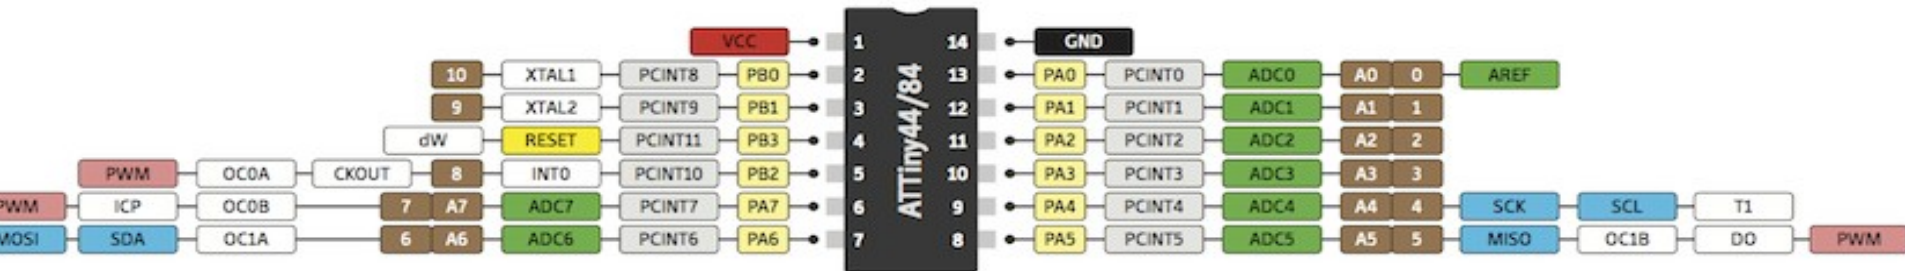 VCC 1 14 GND
10 XTAL1 PCINT8 PB0 2 13 PA0 PCINT0 ADC0 A0 0 AREF
9 XTAL2 PCINT9 PB1 3 12 PA1 PCINT1 ADC1 A1 1
dW RESET PCINT11 PB3 4 11 PA2 PCINT2 ADC2 A2 2
PWM OC0A CKOUT 8 INT0 PCINT10 PB2 5 10 PA3 PCINT3 ADC3 A3 3
PWM ICP OC0B 7 A7 ADC7 PCINT7 PA7 6 9 PA4 PCINT4 ADC4 A4 4 SCK SCL T1
MOSI SDA OC1A 6 A6 ADC6 PCINT6 PA6 7 8 PA5 PCINT5 ADC5 A5 5 MISO OC1B DO PWM
ATTiny44/84